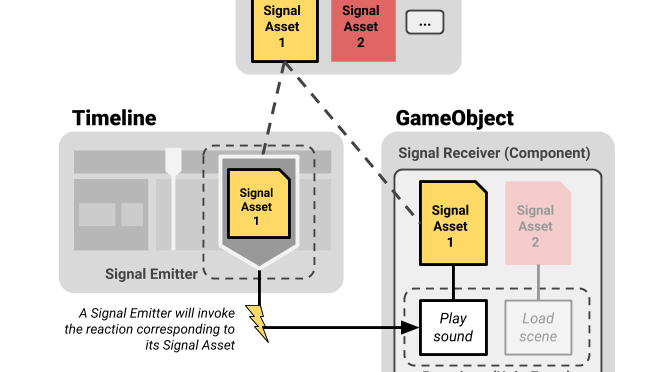 Signal
Asset
1
Signal
Asset
2
...
Timeline
GameObject
Signal Receiver (Component)
Signal
Asset
1
Signal
Asset
1
Signal
Asset
2
Signal Emitter
A Signal Emitter will invoke
the reaction corresponding to
its Signal Asset
Play
sound
Load
scene